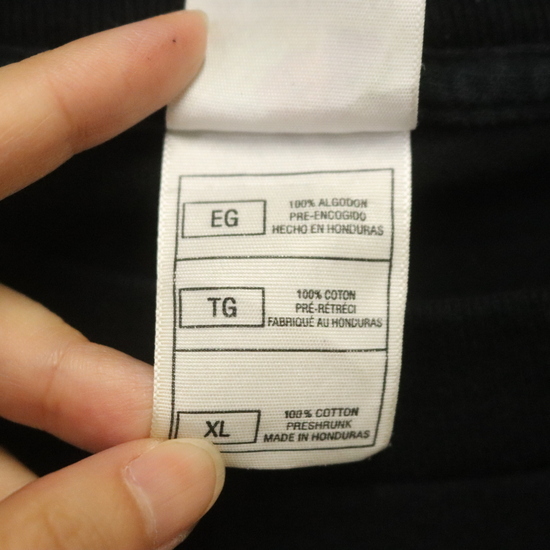 EG
100% ALGODON
PRE-ENCOGIDO
HECHO EN HONDURAS
TG
100% COTON
PRÉ-RÉTRÉCI
FABRIQUÉ AU HONDURAS
XL
100% COTTON
PRESHRUNK
MADE IN HONDURAS